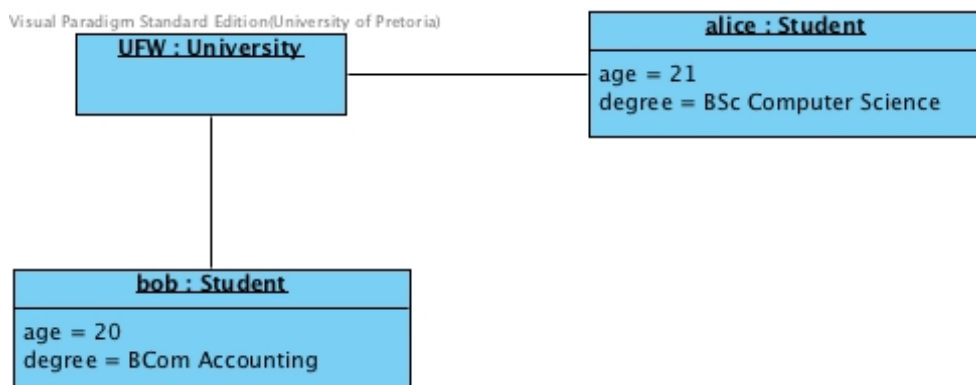 Visual Paradigm Standard Edition(University of Pretoria)
UFW : University
alice : Student
age = 21
degree = BSc Computer Science
bob : Student
age = 20
degree = BCom Accounting